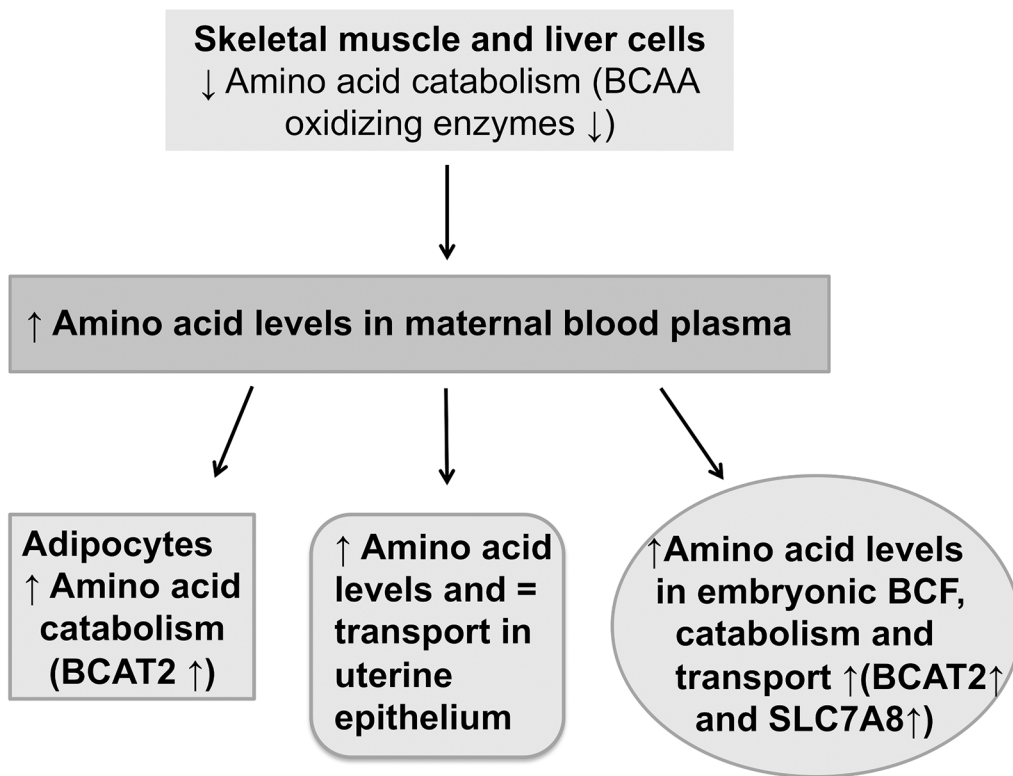 Skeletal muscle and liver cells
↓ Amino acid catabolism (BCAA
oxidizing enzymes ↓)
↑ Amino acid levels in maternal blood plasma
Adipocytes
↑ Amino acid
catabolism
(BCAT2 ↑)
↑ Amino acid
levels and =
transport in
uterine
epithelium
↑Amino acid levels
in embryonic BCF,
catabolism and
transport ↑(BCAT2↑
and SLC7A8↑)